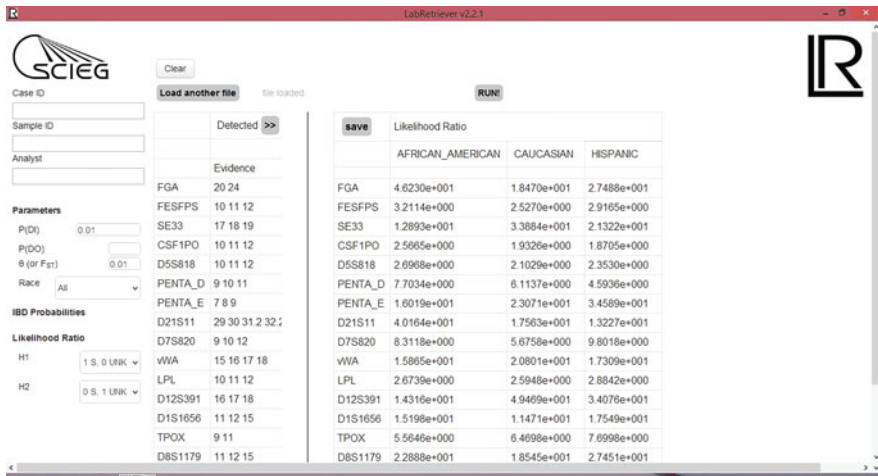 LabRetriever v2.2.1
SCIEG
LR
Clear
Load another file file loaded: RUN!
Case ID
Sample ID
Analyst
Parameters
P(DI) 0.01
P(DO)
θ (or FST) 0.01
Race All
IBD Probabilities
Likelihood Ratio
H1 1 S, 0 UNK
H2 0 S, 1 UNK
Detected >>
Evidence
FGA 20 24
FESFPS 10 11 12
SE33 17 18 19
CSF1PO 10 11 12
D5S818 10 11 12
PENTA_D 9 10 11
PENTA_E 7 8 9
D21S11 29 30 31.2 32.2
D7S820 9 10 12
vWA 15 16 17 18
LPL 10 11 12
D12S391 16 17 18
D1S1656 11 12 15
TPOX 9 11
D8S1179 11 12 15
save Likelihood Ratio
AFRICAN_AMERICAN CAUCASIAN HISPANIC
FGA 4.6230e+001 1.8470e+001 2.7488e+001
FESFPS 3.2114e+000 2.5270e+000 2.9165e+000
SE33 1.2893e+001 3.3884e+001 2.1322e+001
CSF1PO 2.5665e+000 1.9326e+000 1.8705e+000
D5S818 2.6968e+000 2.1029e+000 2.3530e+000
PENTA_D 7.7034e+000 6.1137e+000 4.5936e+000
PENTA_E 1.6019e+001 2.3071e+001 3.4589e+001
D21S11 4.0164e+001 1.7563e+001 1.3227e+001
D7S820 8.3118e+000 5.6758e+000 9.8018e+000
vWA 1.5865e+001 2.0801e+001 1.7309e+001
LPL 2.6739e+001 2.5948e+001 2.8842e+001
D12S391 1.4316e+001 4.9469e+001 3.4076e+001
D1S1656 1.5198e+001 1.1471e+001 1.7549e+001
TPOX 5.5646e+000 6.4698e+000 7.6998e+000
D8S1179 2.2888e+001 1.8545e+001 2.7451e+001